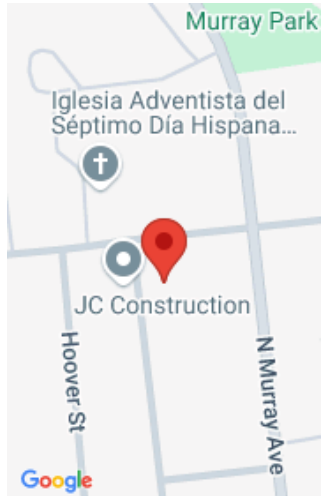 Murray Park
Iglesia Adventista del
Séptimo Día Hispana...
JC Construction
Hoover St
N Murray Ave
Google